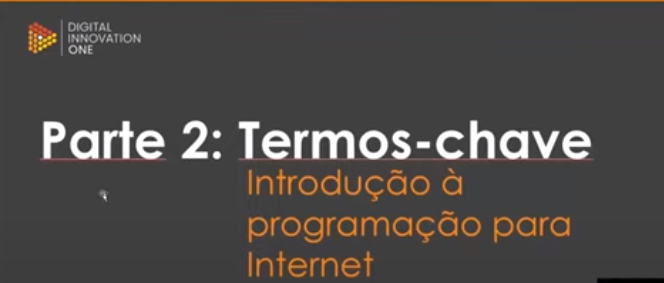 DIGITAL
INNOVATION
ONE
Parte 2: Termos-chave
Introdução à
programação para
Internet